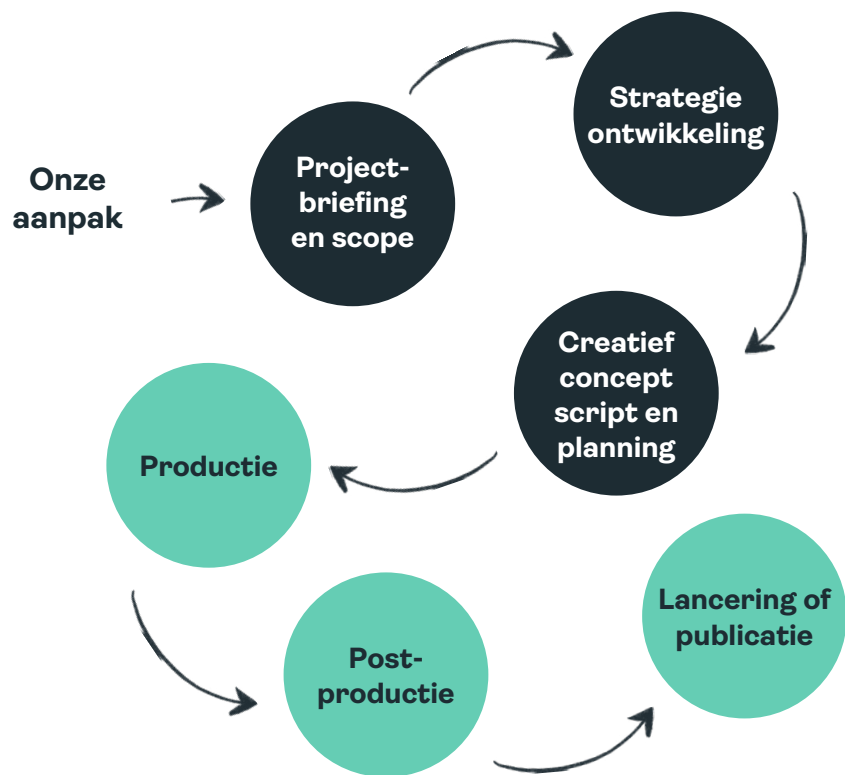 Onze
aanpak
Project-
briefing
en scope
Strategie
ontwikkeling
Creatief
concept
script en
planning
Productie
Post-
productie
Lancering of
publicatie